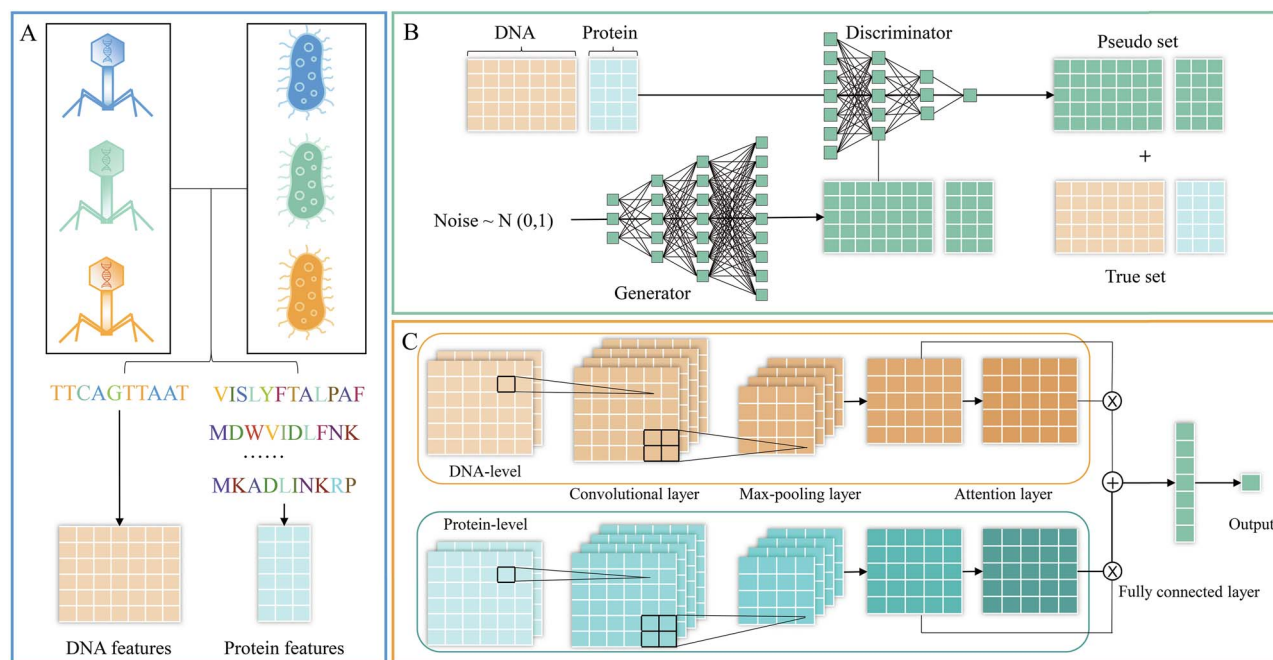 A
TTCAGTTAAT
VISLYFTALPAF
MDWVIDLFNK
······
MKADLINKRP
DNA features
Protein features
B
DNA
Protein
Discriminator
Pseudo set
+
Noise ~ N (0,1)
Generator
True set
C
DNA-level
Convolutional layer
Max-pooling layer
Attention layer
Protein-level
Output
Fully connected layer